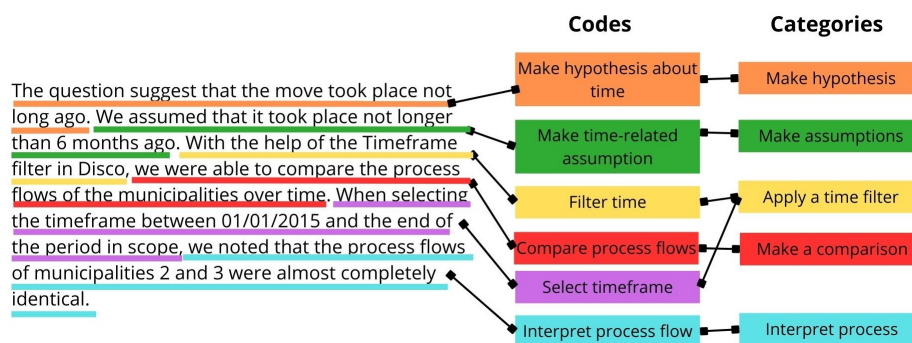 Codes
Categories
The question suggest that the move took place not
long ago. We assumed that it took place not longer
than 6 months ago. With the help of the Timeframe
filter in Disco, we were able to compare the process
flows of the municipalities over time. When selecting
the timeframe between 01/01/2015 and the end of
the period in scope, we noted that the process flows
of municipalities 2 and 3 were almost completely
identical.
Make hypothesis about
time
Make time-related
assumption
Filter time
Compare process flows
Select timeframe
Interpret process flow
Make hypothesis
Make assumptions
Apply a time filter
Make a comparison
Interpret process